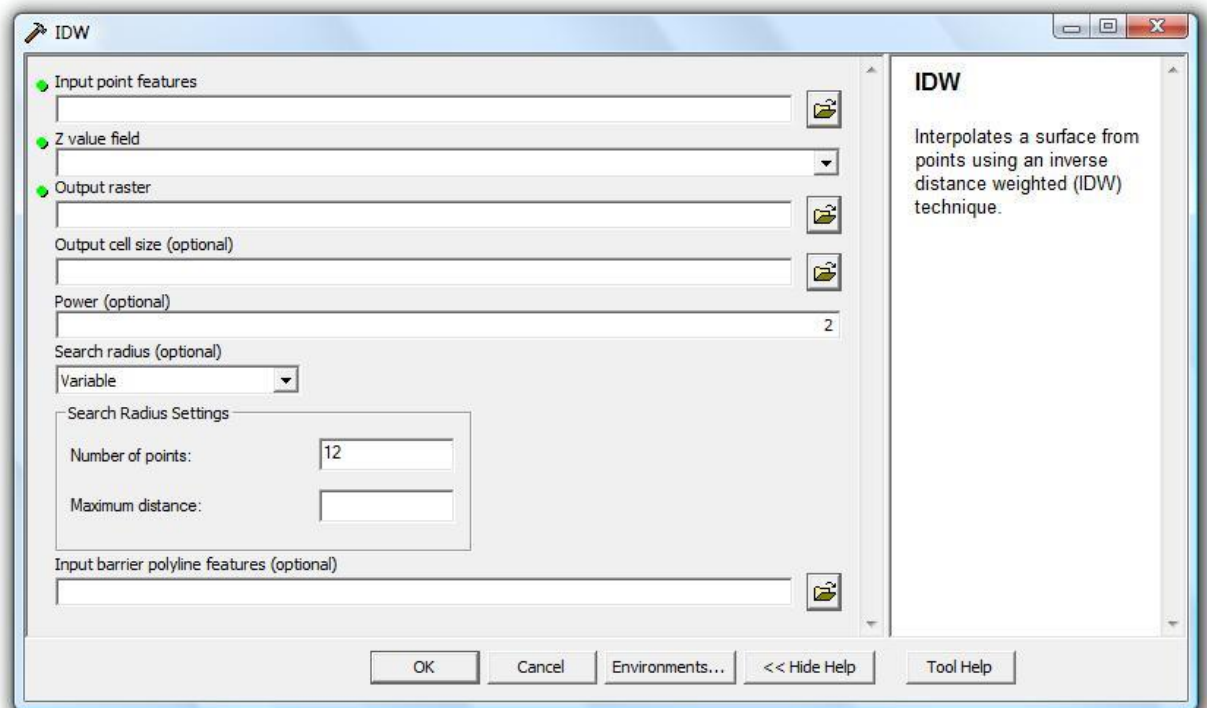 IDW
Input point features
Z value field
Output raster
Output cell size (optional)
Power (optional)
2
Search radius (optional)
Variable
Search Radius Settings
Number of points:
12
Maximum distance:
Input barrier polyline features (optional)
OK
Cancel
Environments...
<< Hide Help
Tool Help
IDW
Interpolates a surface from
points using an inverse
distance weighted (IDW)
technique.